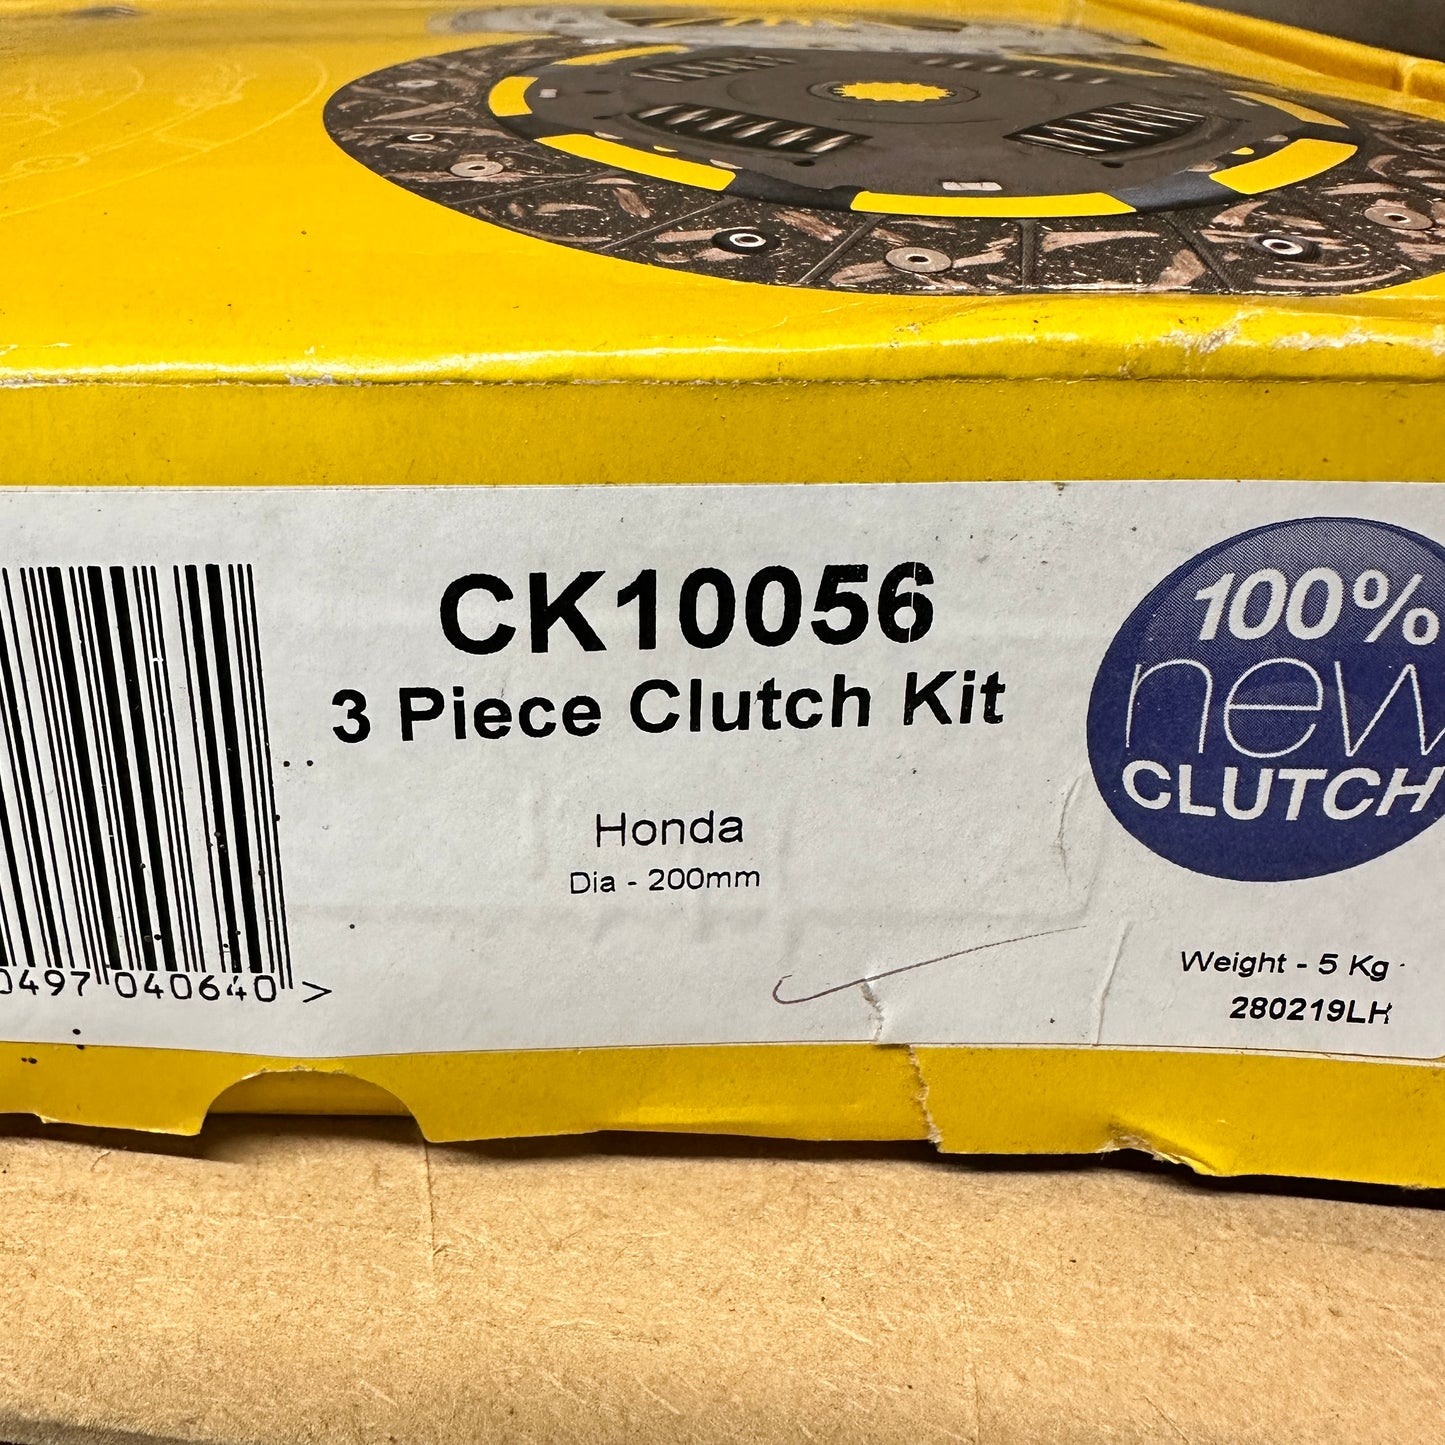 CK10056
3 Piece Clutch Kit
Honda
Dia - 200mm
100%
new
CLUTCH
Weight - 5 Kg
280219LH
0497 040640 >